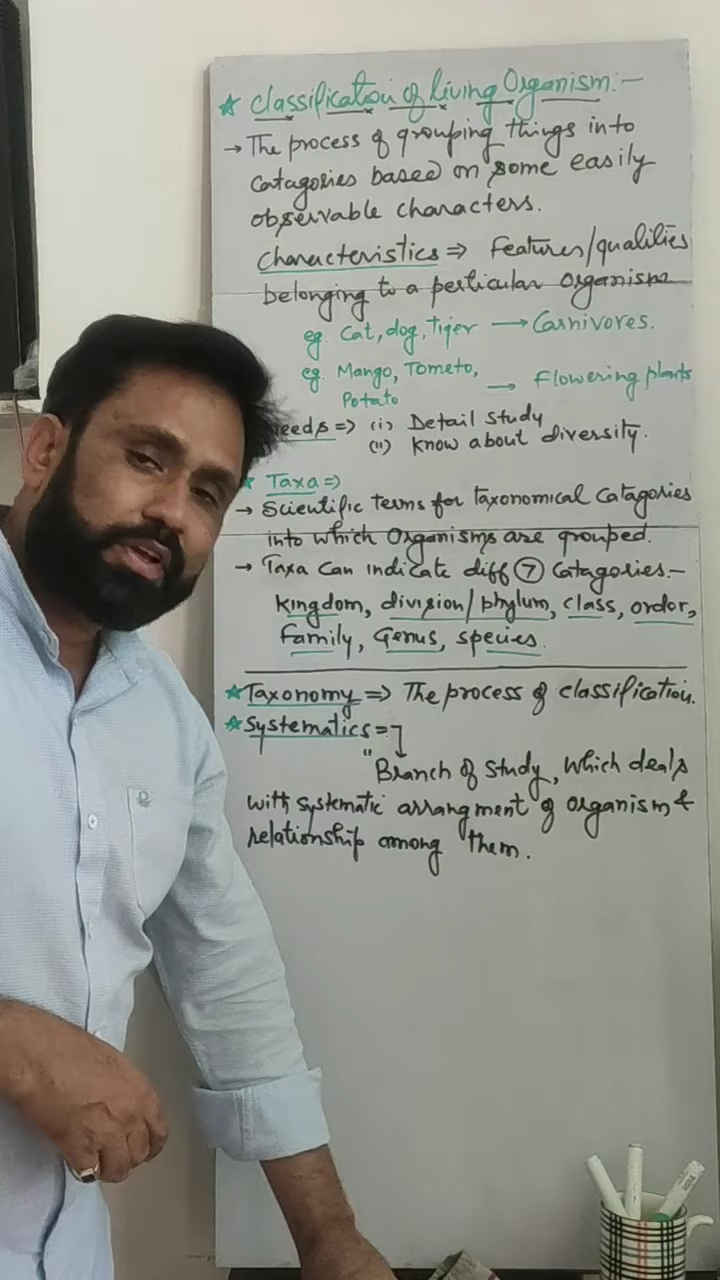 ★ Classification of living Organism:-
→ The process of grouping things into
Catagories based on some easily
observable characters.
Characteristics ⇒ Features/qualities
belonging to a perticular Organism
eg. Cat, dog, Tiger → Carnivores.
eg. Mango, Tometo,
Potato → Flowering plants
eeds => (i) Detail Study
(ii) Know about diversity.
★ Taxa =>
→ Scientific Terms for Taxonomical Catagories
into which Organisms are grouped.
→ Taxa Can indicate diff ⑦ Catagories.-
Kingdom, division/phylum, class, order,
Family, Genus, species.
★ Taxonomy => The process of classification.
★ Systematics =
" Branch of Study, Which deals
with systematic arrangment of organism &
relationship among them.